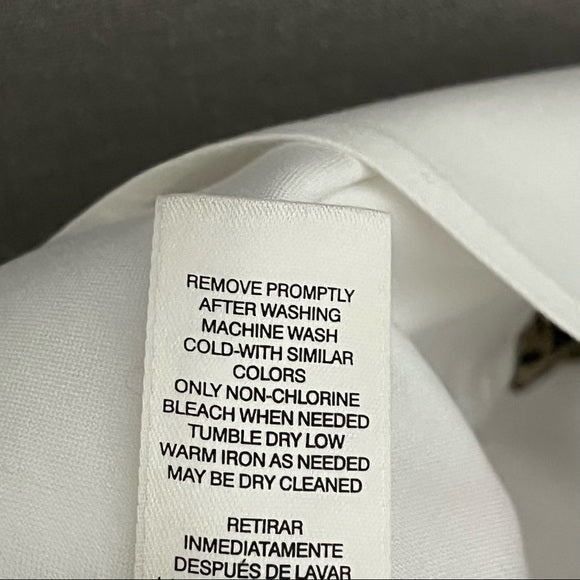 REMOVE PROMPTLY
AFTER WASHING
MACHINE WASH
COLD-WITH SIMILAR
COLORS
ONLY NON-CHLORINE
BLEACH WHEN NEEDED
TUMBLE DRY LOW
WARM IRON AS NEEDED
MAY BE DRY CLEANED
RETIRAR
INMEDIATAMENTE
DESPUÉS DE LAVAR